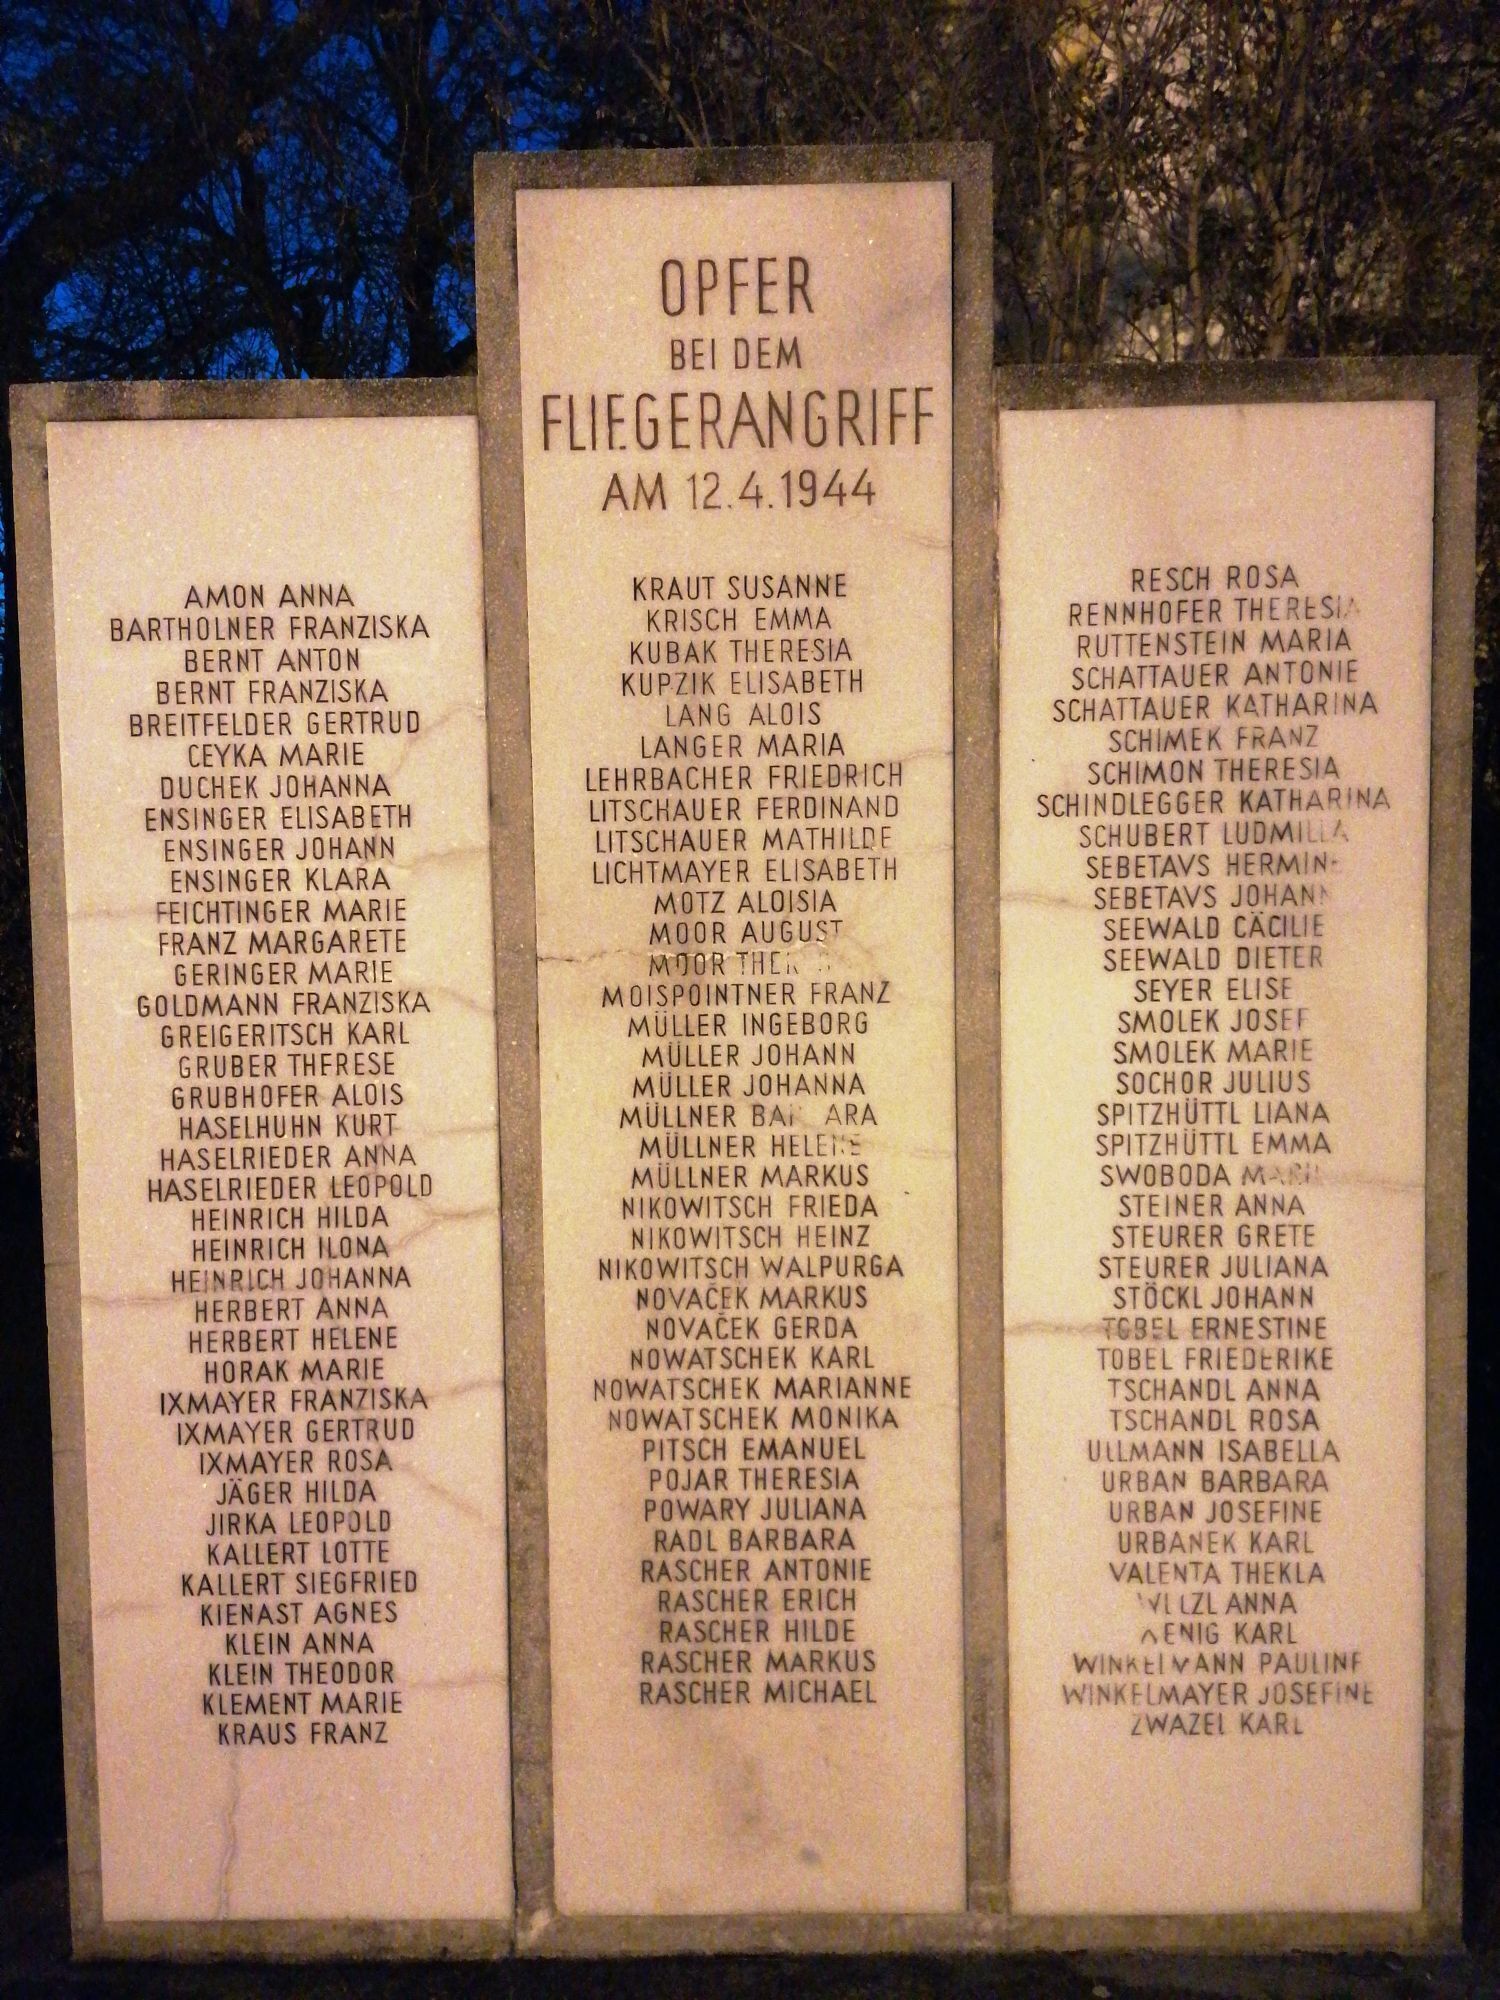 OPFER
BEI DEM
FLIEGERANGRIFF
AM 12.4.1944
AMON ANNA
BARTHOLNER FRANZISKA
BERNT ANTON
BERNT FRANZISKA
BREITFELDER GERTRUD
CEYKA MARIE
DUCHEK JOHANNA
ENSINGER ELISABETH
ENSINGER JOHANN
ENSINGER KLARA
FEICHTINGER MARIE
FRANZ MARGARETE
GERINGER MARIE
GOLDMANN FRANZISKA
GREIGERITSCH KARL
GRUBER THERESE
GRUBHOFER ALOIS
HASELHUHN KURT
HASELRIEDER ANNA
HASELRIEDER LEOPOLD
HEINRICH HILDA
HEINRICH ILONA
HEINRICH JOHANNA
HERBERT ANNA
HERBERT HELENE
HORAK MARIE
IXMAYER FRANZISKA
IXMAYER GERTRUD
IXMAYER ROSA
JÄGER HILDA
JIRKA LEOPOLD
KALLERT LOTTE
KALLERT SIEGFRIED
KIENAST AGNES
KLEIN ANNA
KLEIN THEODOR
KLEMENT MARIE
KRAUS FRANZ
KRAUT SUSANNE
KRISCH EMMA
KUBAK THERESIA
KUPZIK ELISABETH
LANG ALOIS
LANGER MARIA
LEHRBACHER FRIEDRICH
LITSCHAUER FERDINAND
LITSCHAUER MATHILDE
LICHTMAYER ELISABETH
MOTZ ALOISIA
MOOR AUGUST
MOOR
MOISPOINTNER FRANZ
MÜLLER INGEBORG
MÜLLER JOHANN
MÜLLER JOHANNA
MÜLLNER BARBARA
MÜLLNER HELENE
MÜLLNER MARKUS
NIKOWITSCH FRIEDA
NIKOWITSCH HEINZ
NIKOWITSCH WALPURGA
NOVAČEK MARKUS
NOVAČEK GERDA
NOWATSCHEK KARL
NOWATSCHEK MARIANNE
NOWATSCHEK MONIKA
PITSCH EMANUEL
POJAR THERESIA
POWARY JULIANA
RADL BARBARA
RASCHER ANTONIE
RASCHER ERICH
RASCHER HILDE
RASCHER MARKUS
RASCHER MICHAEL
RESCH ROSA
RENNHOFER THERESIA
RUTTENSTEIN MARIA
SCHATTAUER ANTONIE
SCHATTAUER KATHARINA
SCHIMEK FRANZ
SCHIMON THERESIA
SCHINDLEGGER KATHARINA
SCHUBERT LUDMILLA
SEBETAVS HERMINE
SEBETAVS JOHANN
SEEWALD CÄCILIE
SEEWALD DIETER
SEYER ELISE
SMOLEK JOSEF
SMOLEK MARIE
SOCHOR JULIUS
SPITZHÜTTL LIANA
SPITZHÜTTL EMMA
SWOBODA
STEINER ANNA
STEURER GRETE
STEURER JULIANA
STÖCKL JOHANN
TOBEL ERNESTINE
TOBEL FRIEDERIKE
TSCHANDL ANNA
TSCHANDL ROSA
ULLMANN ISABELLA
URBAN BARBARA
URBAN JOSEFINE
URBANEK KARL
VALENTA THEKLA
ANNA
KARL
WINKELMANN PAULINE
WINKELMAYER JOSEFINE
ZWAZEL KARL